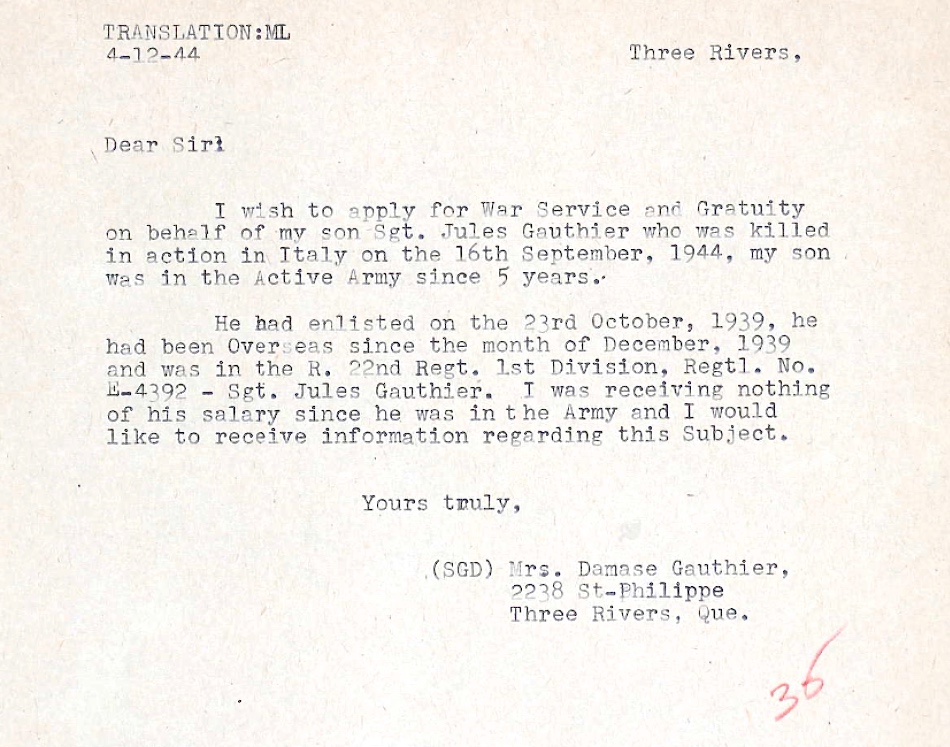 TRANSLATION:ML
4-12-44
Three Rivers,
Dear Sir:
I wish to apply for War Service and Gratuity
on behalf of my son Sgt. Jules Gauthier who was killed
in action in Italy on the 16th September, 1944, my son
was in the Active Army since 5 years.
He had enlisted on the 23rd October, 1939, he
had been Overseas since the month of December, 1939
and was in the R. 22nd Regt. 1st Division, Regtl. No.
E-4392 - Sgt. Jules Gauthier. I was receiving nothing
of his salary since he was in the Army and I would
like to receive information regarding this Subject.
Yours truly,
(SGD) Mrs. Damase Gauthier,
2238 St-Philippe
Three Rivers, Que.
36